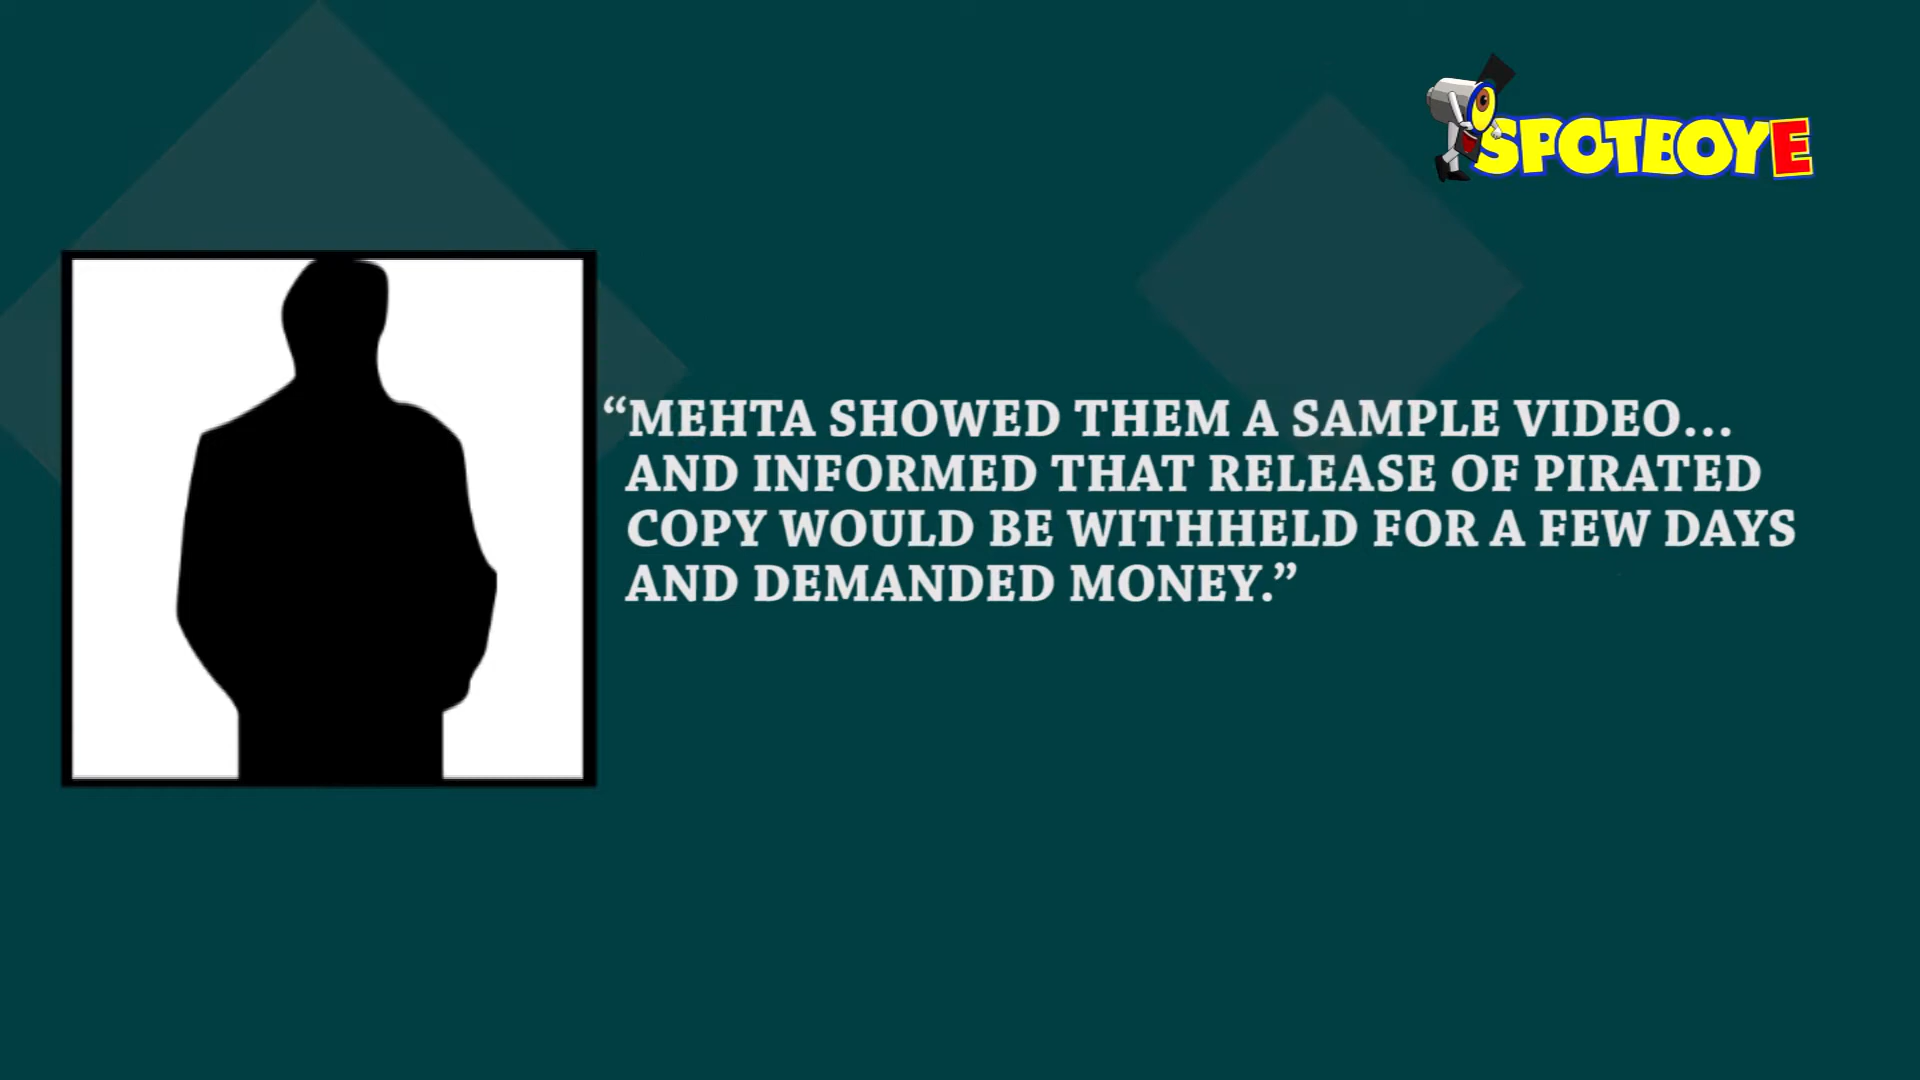 SPOTBOYE
“MEHTA SHOWED THEM A SAMPLE VIDEO...
AND INFORMED THAT RELEASE OF PIRATED
COPY WOULD BE WITHHELD FOR A FEW DAYS
AND DEMANDED MONEY.”